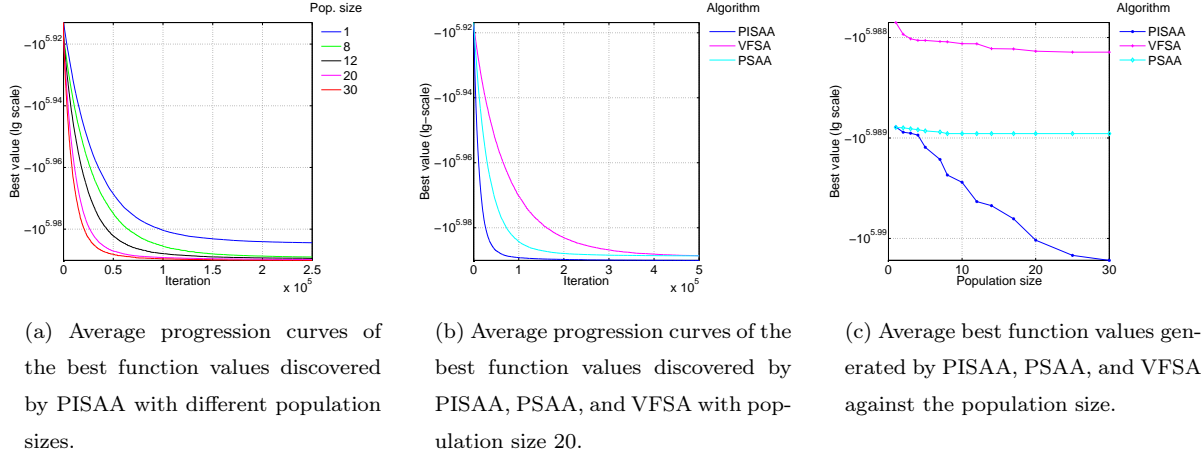 Pop. size
1
8
12
20
30
−10^5.92
−10^5.94
−10^5.96
−10^5.98
Best value (lg scale)
0 0.5 1 1.5 2 2.5
Iteration
x 10^5
Algorithm
PISAA
VFSA
PSAA
−10^5.92
−10^5.94
−10^5.96
−10^5.98
Best value (lg−scale)
0 1 2 3 4 5
Iteration
x 10^5
Algorithm
PISAA
VFSA
PSAA
−10^5.988
−10^5.989
−10^5.99
Best value (lg scale)
0 10 20 30
Population size
(a) Average progression curves of
the best function values discovered
by PISAA with different population
sizes.
(b) Average progression curves of the
best function values discovered by
PISAA, PSAA, and VFSA with pop-
ulation size 20.
(c) Average best function values gen-
erated by PISAA, PSAA, and VFSA
against the population size.